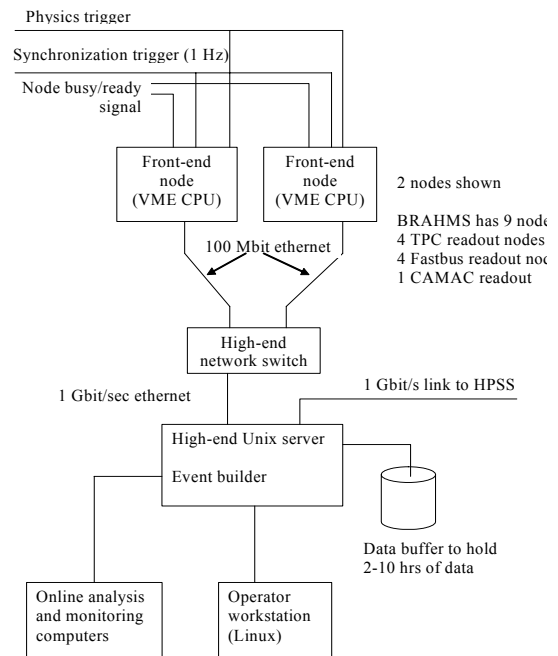 Physics trigger
Synchronization trigger (1 Hz)
Node busy/ready
signal
Front-end
node
(VME CPU)
Front-end
node
(VME CPU)
2 nodes shown
BRAHMS has 9 node
4 TPC readout nodes
4 Fastbus readout nod
1 CAMAC readout
100 Mbit ethernet
High-end
network switch
1 Gbit/sec ethernet
1 Gbit/s link to HPSS
High-end Unix server
Event builder
Data buffer to hold
2-10 hrs of data
Online analysis
and monitoring
computers
Operator
workstation
(Linux)